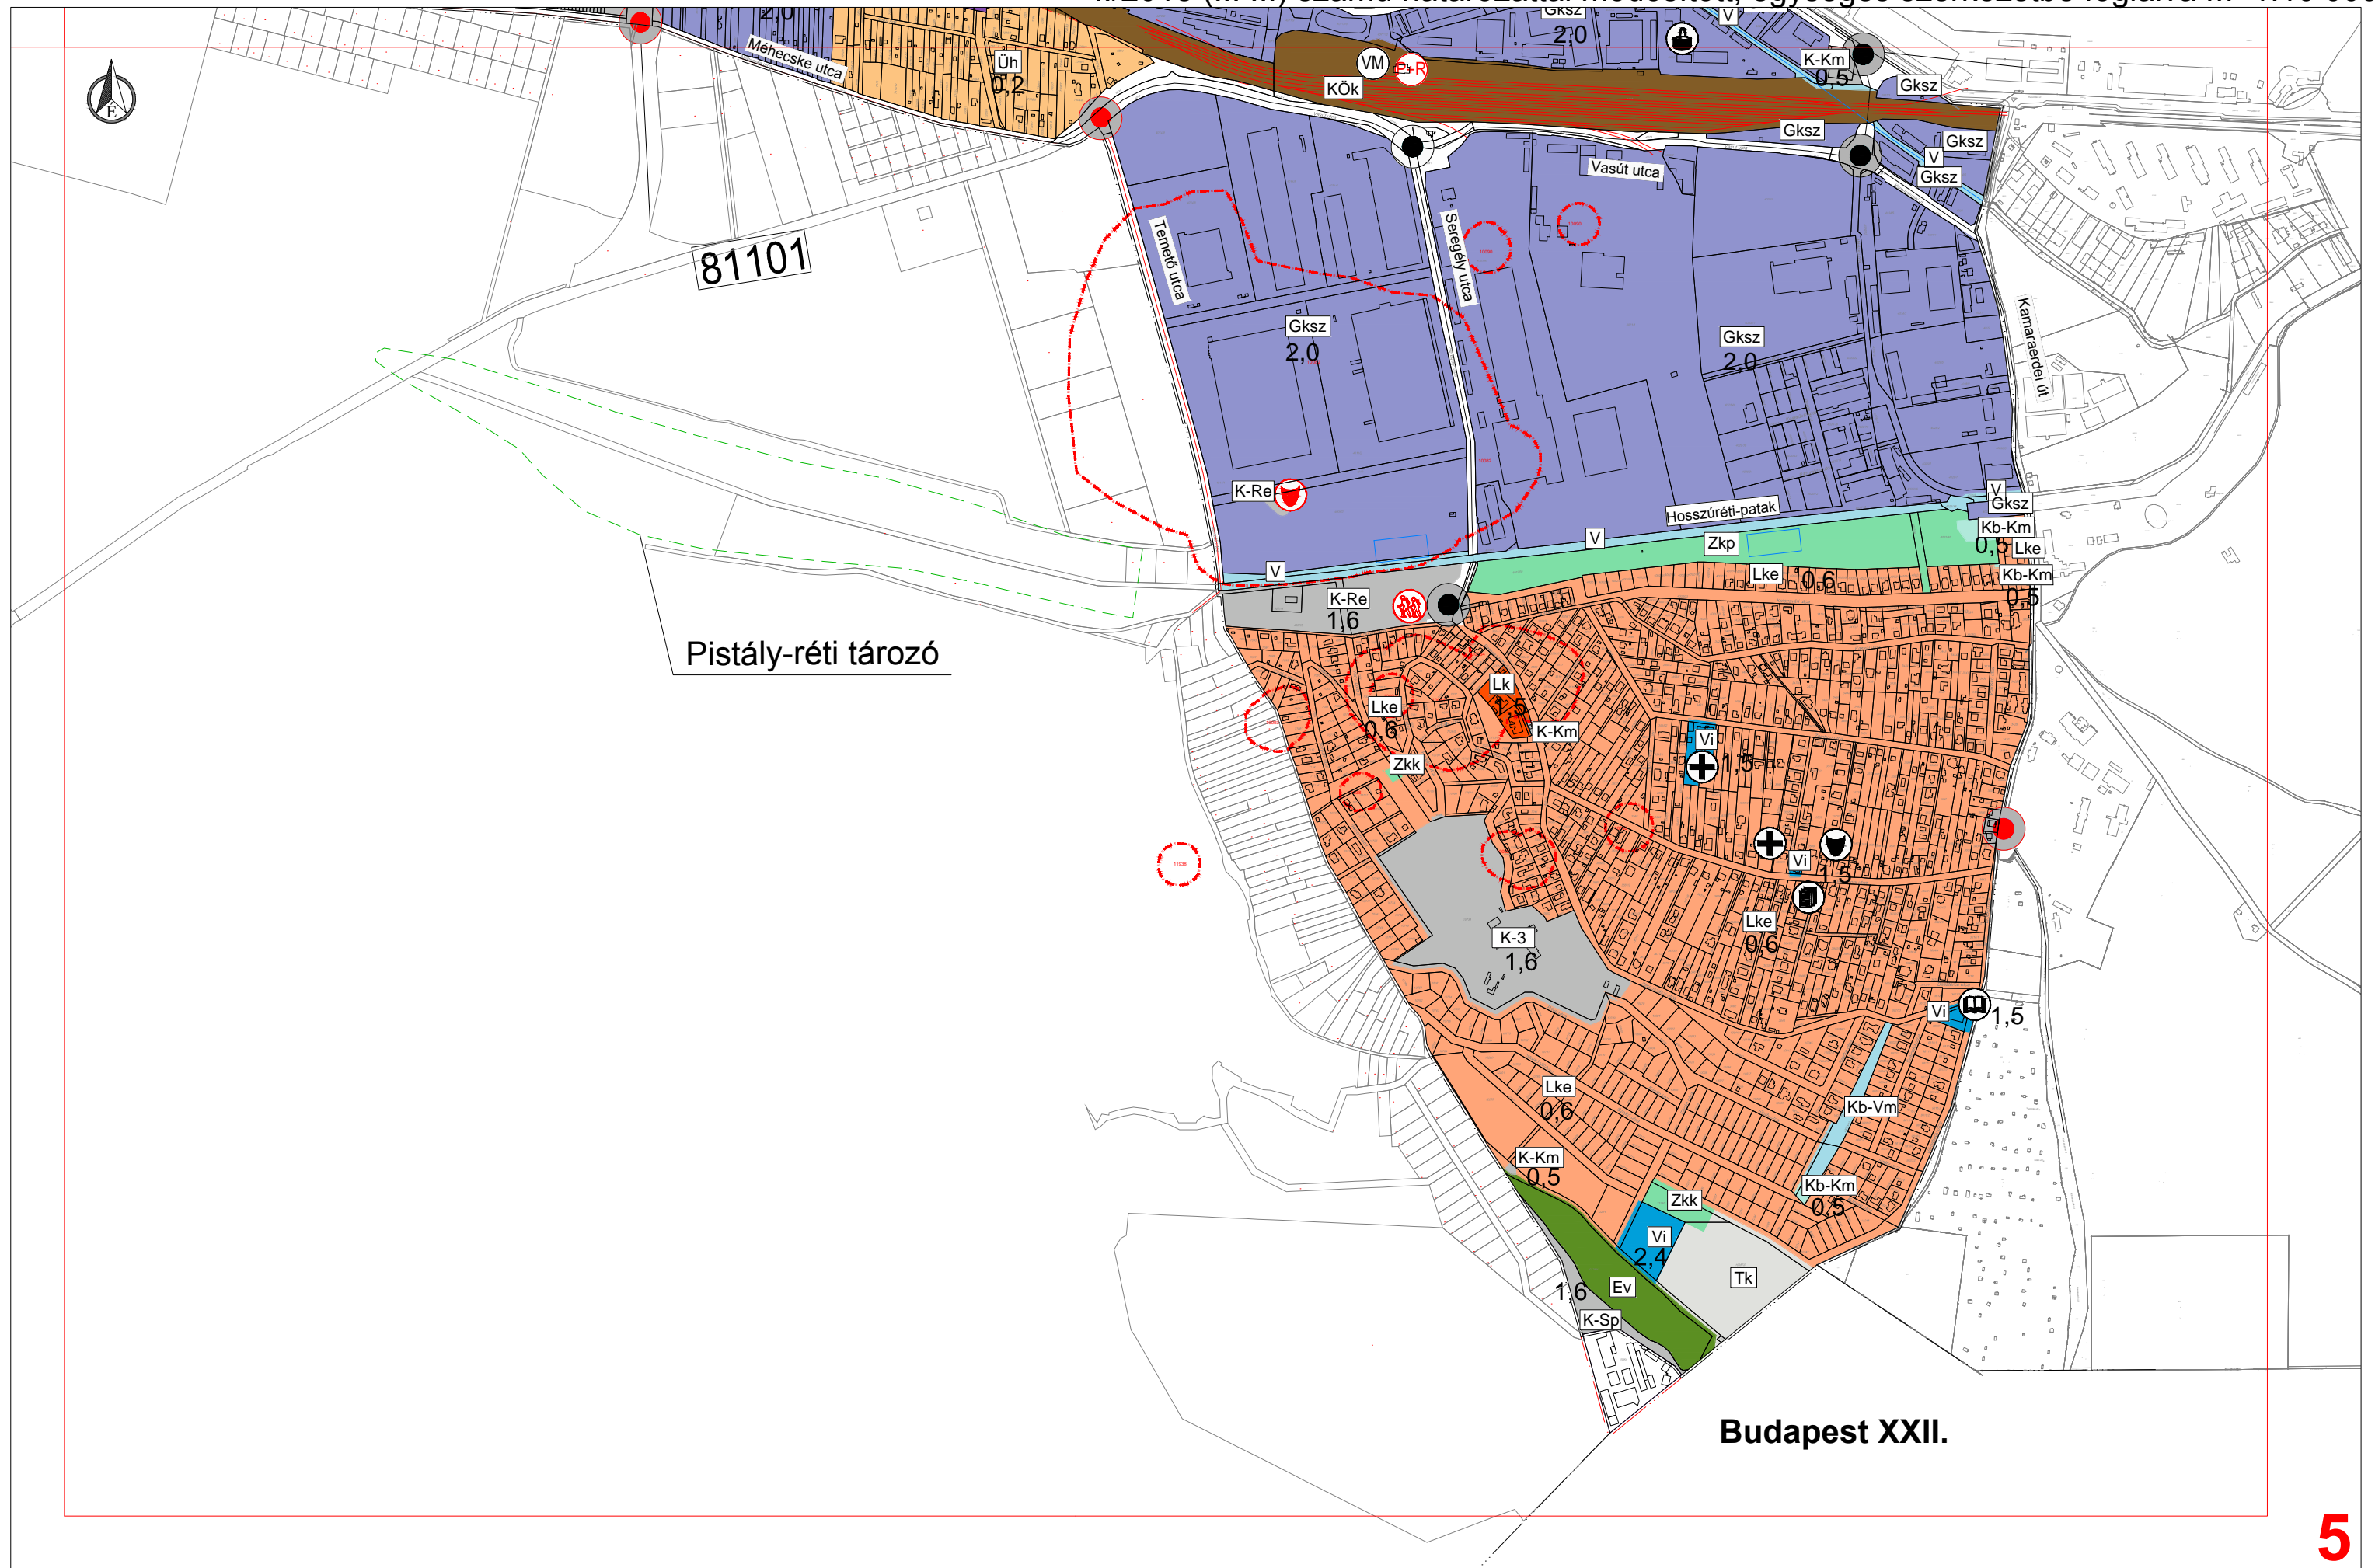 2,0
Gksz
2,0
V
Méhecske utca
Üh
0,2
VM
P+R
KÖk
K-Km
0,5
Gksz
É
Gksz
Gksz
V
Gksz
Vasút utca
81101
Temető utca
Seregély utca
Kamaraerdei út
Gksz
2,0
Gksz
2,0
K-Re
V
Gksz
Hosszúréti-patak
Kb-Km
0,5
V
Zkp
Lke
V
Lke
0,6
Kb-Km
0,5
K-Re
1,6
Pistály-réti tározó
Lk
1,5
Lke
0,6
K-Km
Vi
1,5
Zkk
Vi
1,5
11936
Lke
0,6
K-3
1,6
Vi
1,5
Lke
0,6
Kb-Vm
K-Km
0,5
Kb-Km
0,5
Zkk
Vi
2,4
Tk
Ev
1,6
K-Sp
Budapest XXII.
5